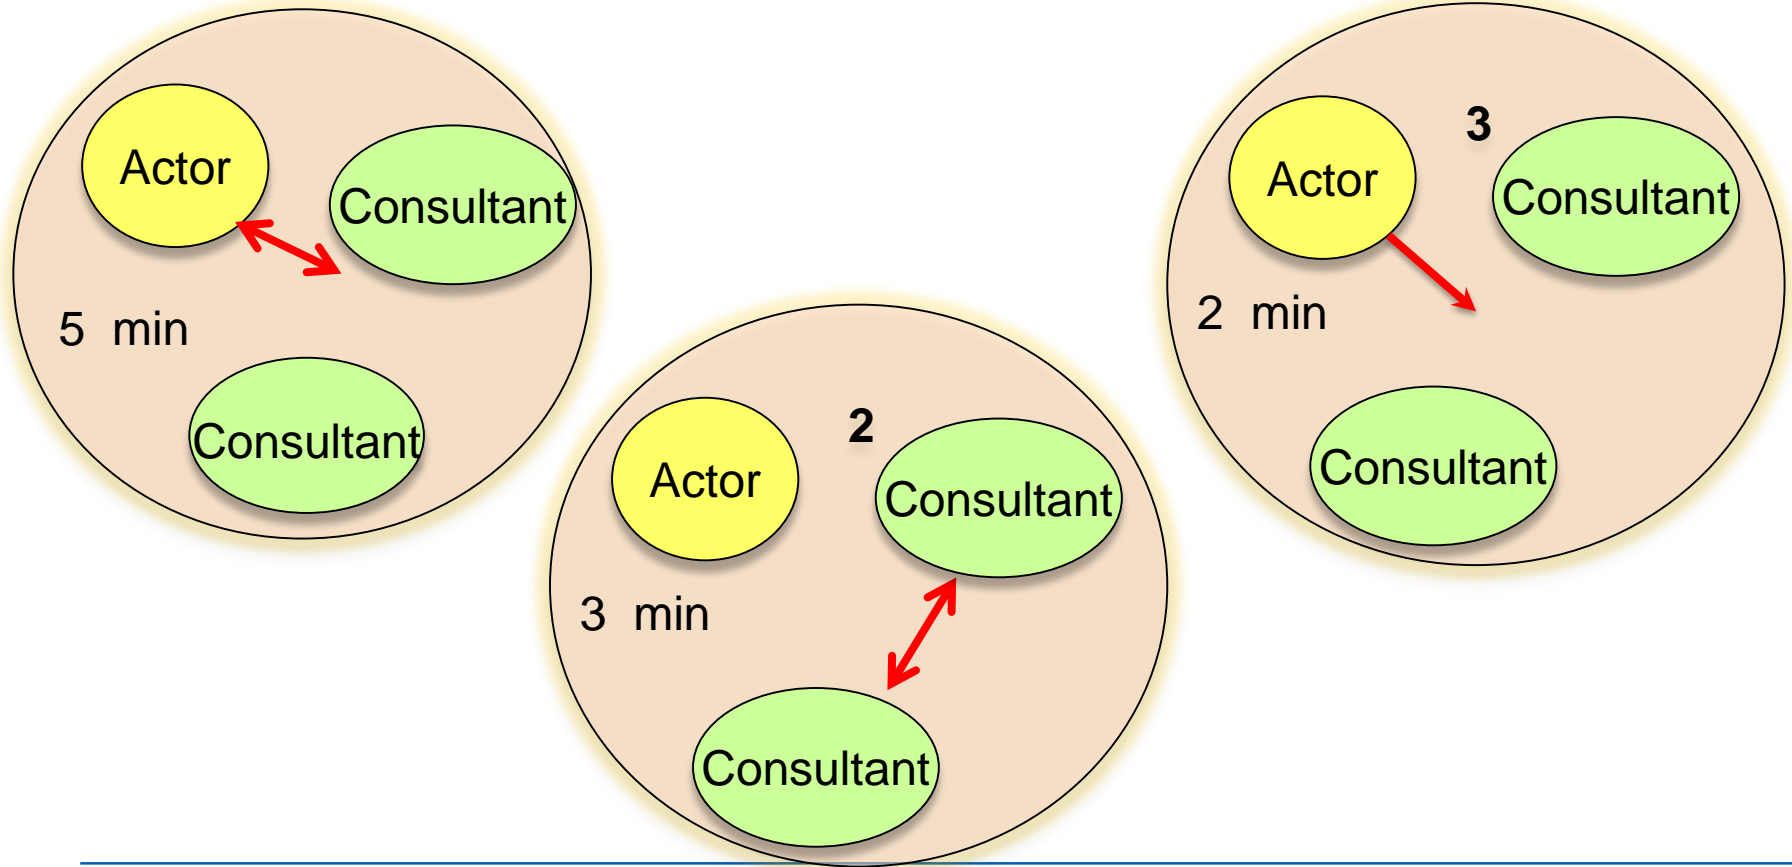 Actor
Consultant
5 min
Consultant
2
Actor
Consultant
3 min
Consultant
3
Actor
Consultant
2 min
Consultant